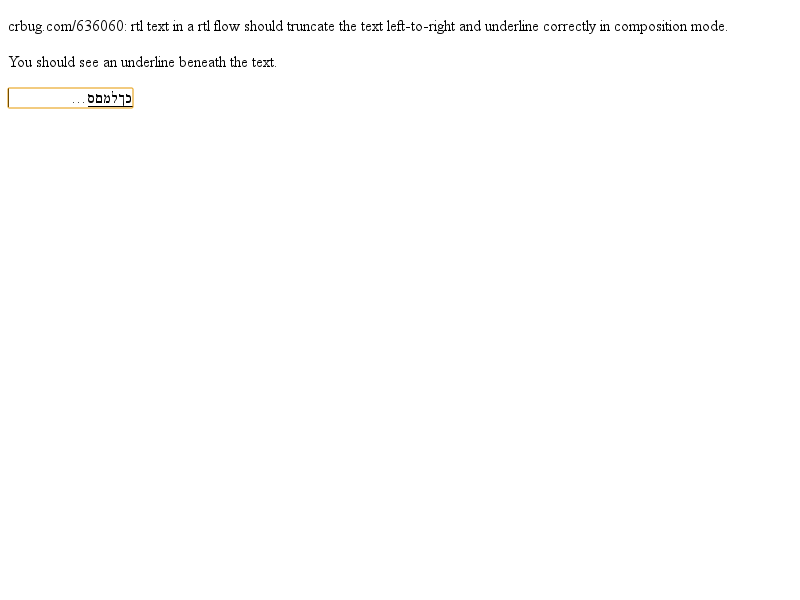 crbug.com/636060: rtl text in a rtl flow should truncate the text left-to-right and underline correctly in composition mode.
You should see an underline beneath the text.
כךלמםס…